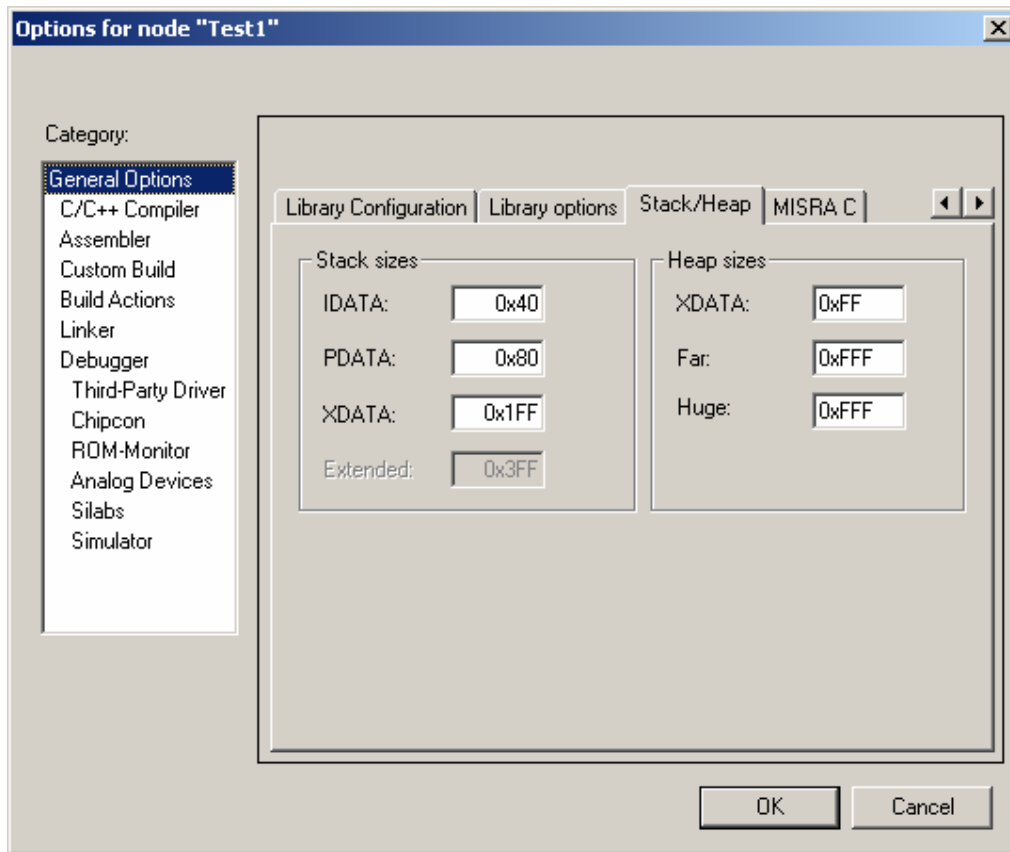 Options for node "Test1"
Category:
General Options
C/C++ Compiler
Assembler
Custom Build
Build Actions
Linker
Debugger
Third-Party Driver
Chipcon
ROM-Monitor
Analog Devices
Silabs
Simulator
Library Configuration Library options Stack/Heap MISRA C
Stack sizes
IDATA: 0x40
PDATA: 0x80
XDATA: 0x1FF
Extended: 0x3FF
Heap sizes
XDATA: 0xFF
Far: 0xFFF
Huge: 0xFFF
OK Cancel